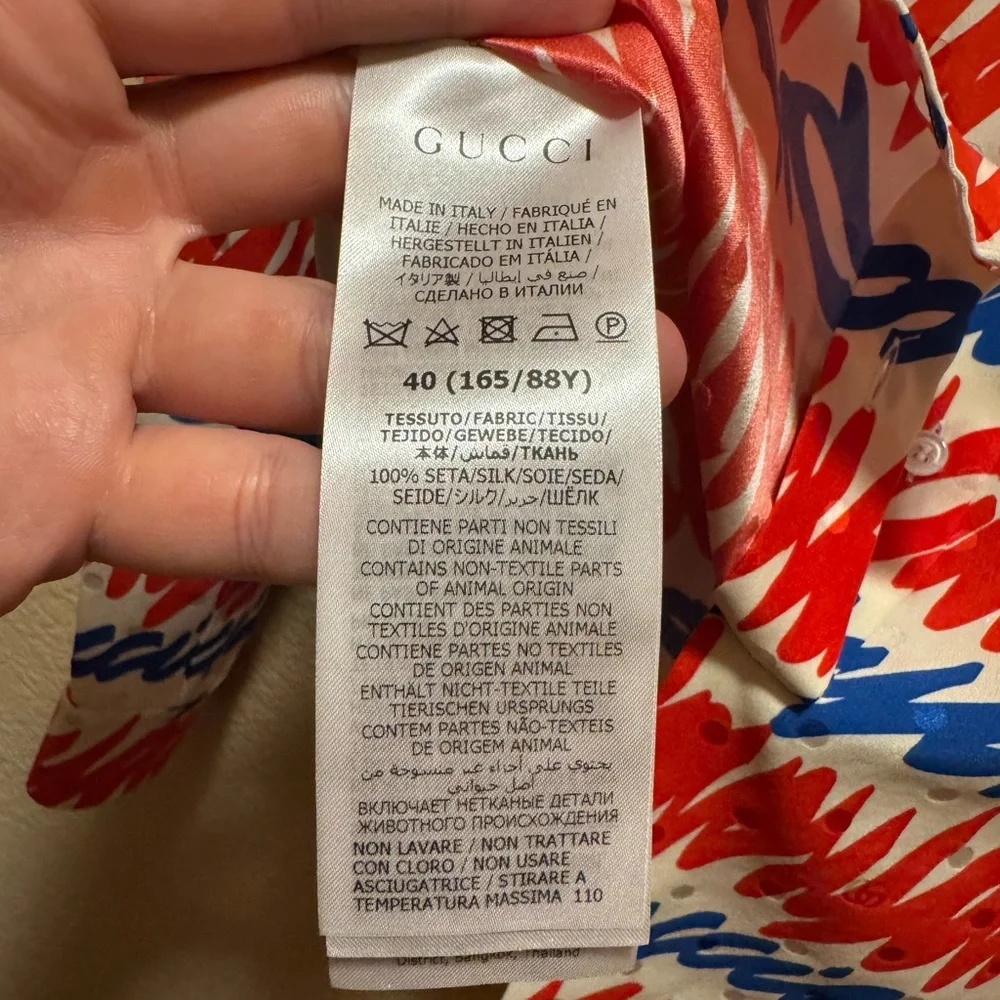 GUCCI
MADE IN ITALY / FABRIQUÉ EN
ITALIE / HECHO EN ITALIA /
HERGESTELLT IN ITALIEN /
FABRICADO EM ITÁLIA /
イタリア製 / صنع في إيطاليا /
СДЕЛАНО В ИТАЛИИ
P
40 (165/88Y)
TESSUTO/FABRIC/TISSU/
TEJIDO/GEWEBE/TECIDO/
本体/قماش/ТКАНЬ
100% SETA/SILK/SOIE/SEDA/
SEIDE/シルク/حرير/ШЁЛК
CONTIENE PARTI NON TESSILI
DI ORIGINE ANIMALE
CONTAINS NON-TEXTILE PARTS
OF ANIMAL ORIGIN
CONTIENT DES PARTIES NON
TEXTILES D'ORIGINE ANIMALE
CONTIENE PARTES NO TEXTILES
DE ORIGEN ANIMAL
ENTHÄLT NICHT-TEXTILE TEILE
TIERISCHEN URSPRUNGS
CONTEM PARTES NÃO-TEXTEIS
DE ORIGEM ANIMAL
يحتوي على أجزاء غير منسوجة من
أصل حيواني
ВКЛЮЧАЕТ НЕТКАНЫЕ ДЕТАЛИ
ЖИВОТНОГО ПРОИСХОЖДЕНИЯ
NON LAVARE / NON TRATTARE
CON CLORO / NON USARE
ASCIUGATRICE / STIRARE A
TEMPERATURA MASSIMA 110
District, Bangkok, Thailand